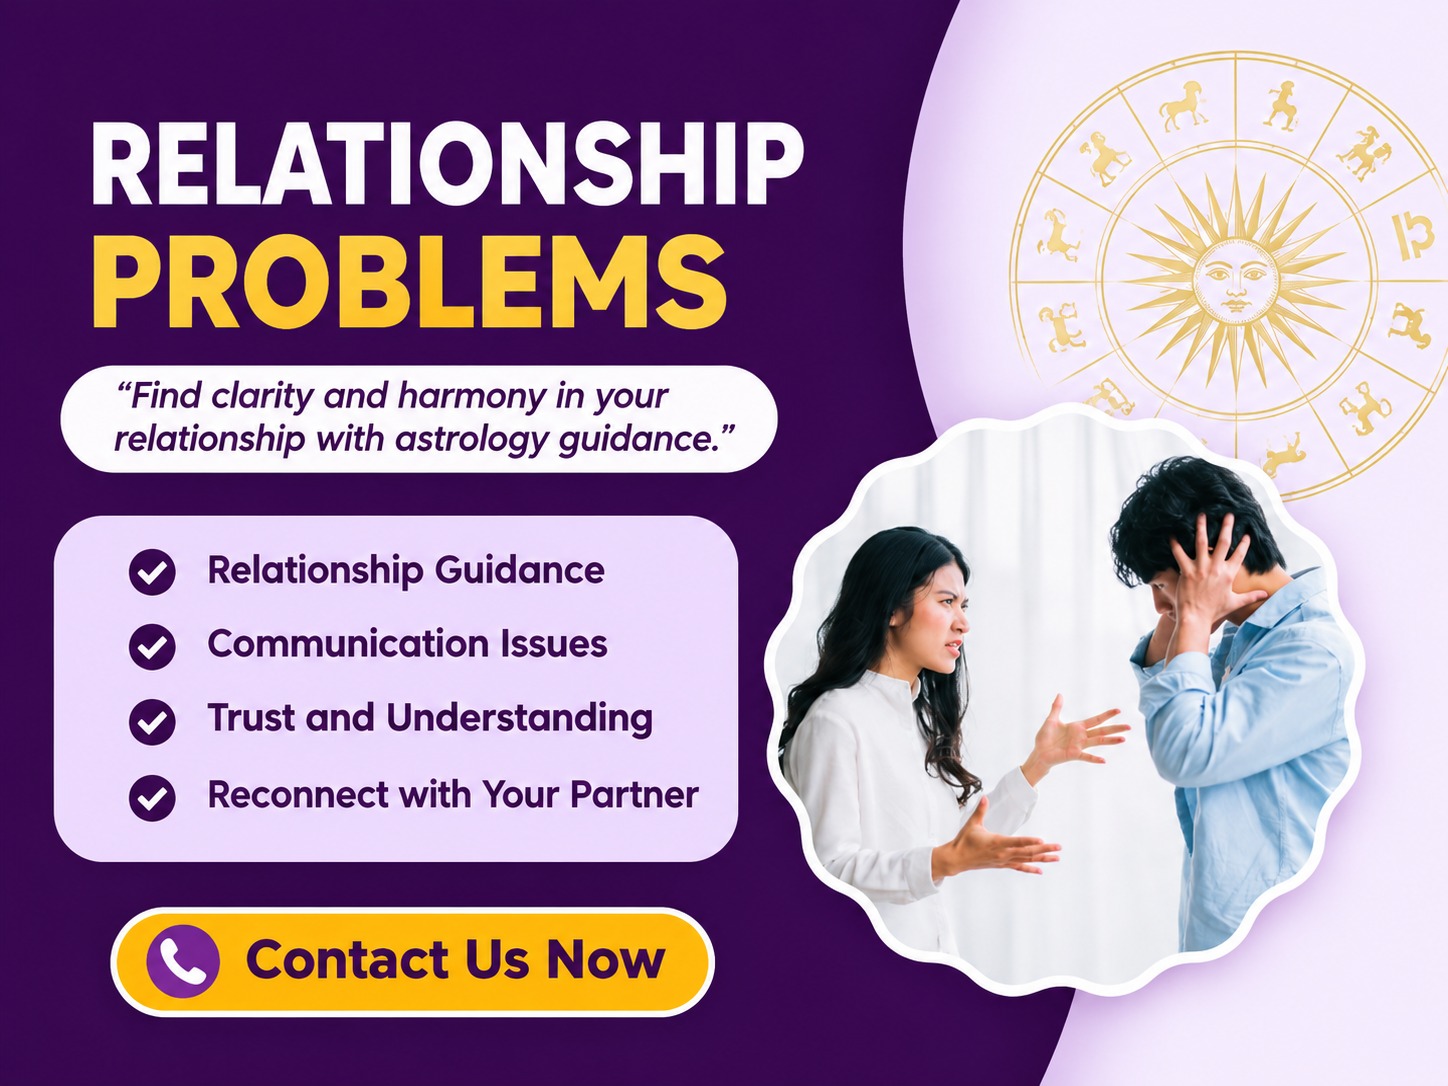 RELATIONSHIP
PROBLEMS
“Find clarity and harmony in your
relationship with astrology guidance.”
Relationship Guidance
Communication Issues
Trust and Understanding
Reconnect with Your Partner
Contact Us Now